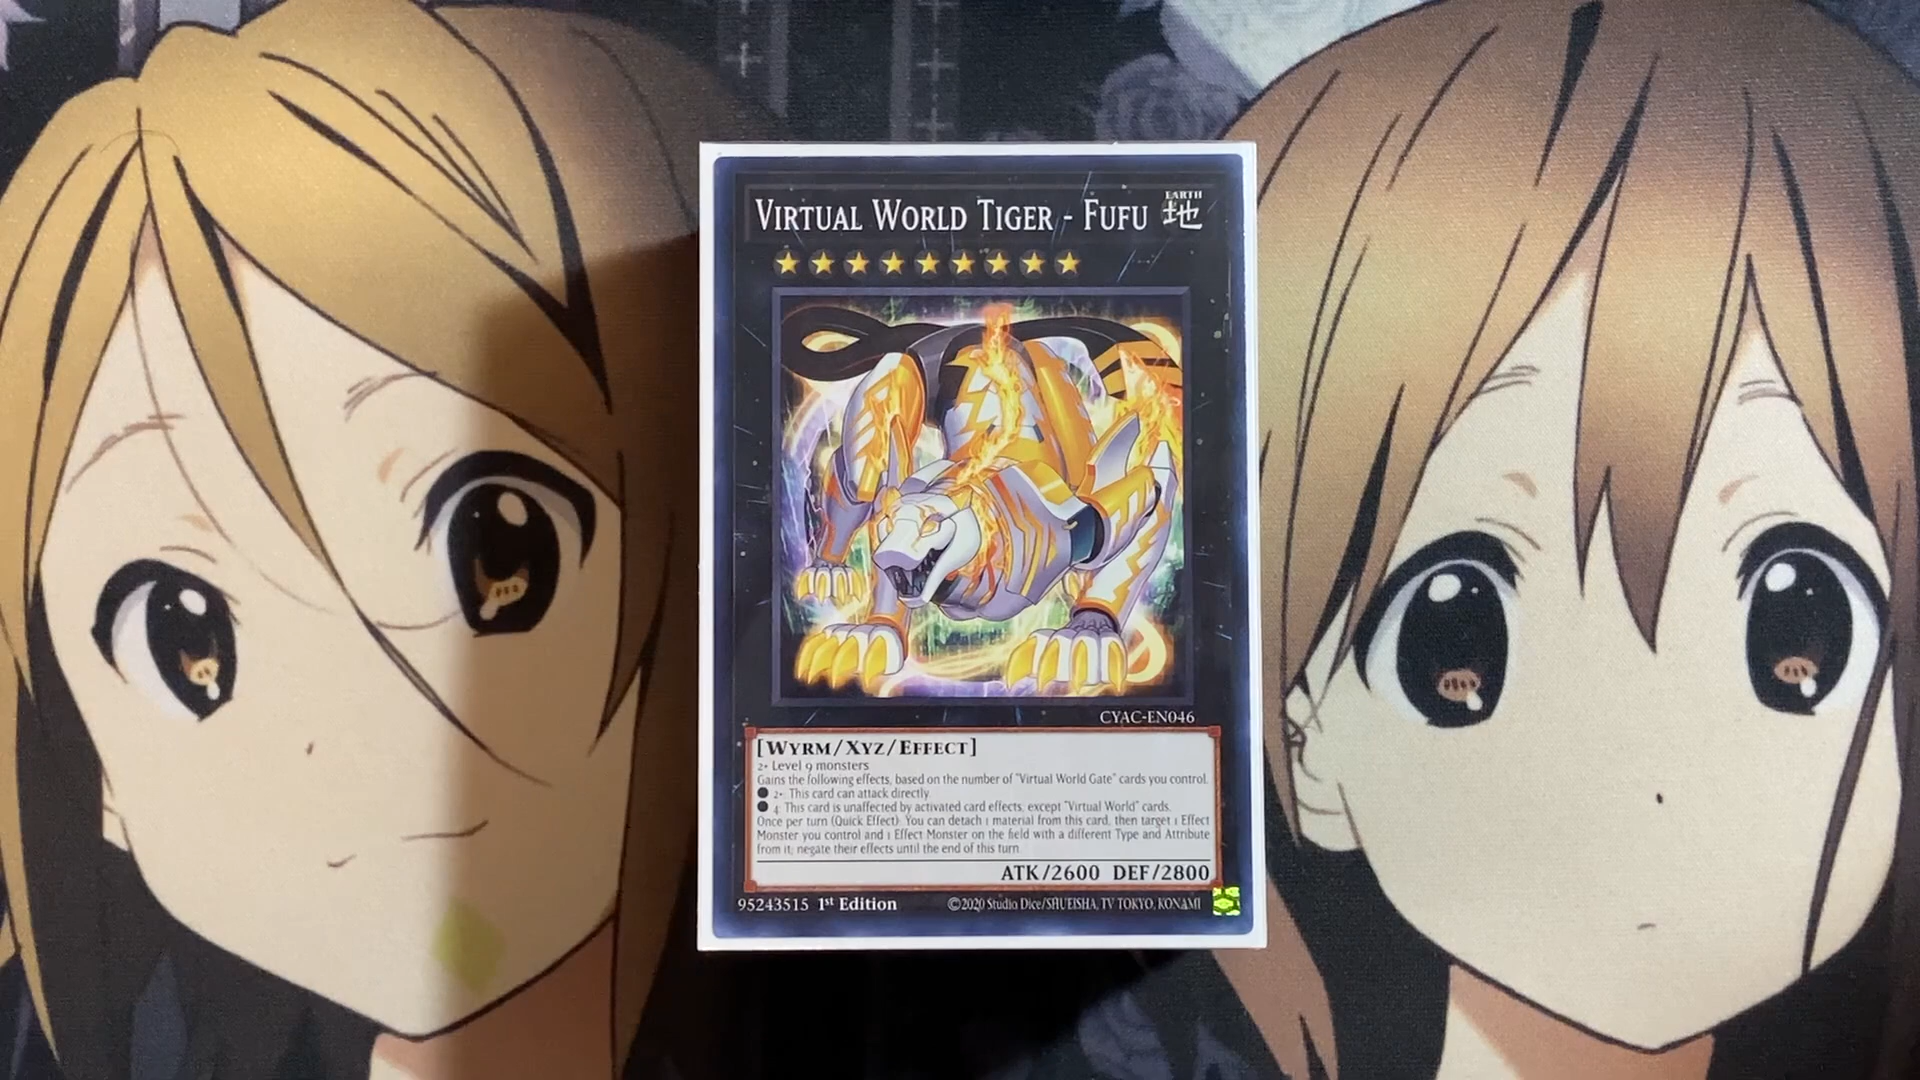 EARTH
VIRTUAL WORLD TIGER - FUFU 地
CYAC-EN046
[WYRM/XYZ/EFFECT]
2+ Level 9 monsters
Gains the following effects, based on the number of "Virtual World Gate" cards you control.
● 2+: This card can attack directly.
● 4: This card is unaffected by activated card effects, except "Virtual World" cards.
Once per turn (Quick Effect): You can detach 1 material from this card, then target 1 Effect
Monster you control and 1 Effect Monster on the field with a different Type and Attribute
from it; negate their effects until the end of this turn.
ATK/2600 DEF/2800
95243515 1st Edition ©2020 Studio Dice/SHUEISHA, TV TOKYO, KONAMI